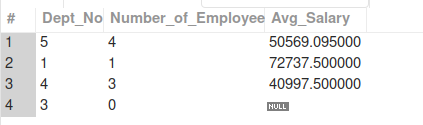 # Dept_No Number_of_Employee Avg_Salary
1 5 4 50569.095000
2 1 1 72737.500000
3 4 3 40997.500000
4 3 0 NULL